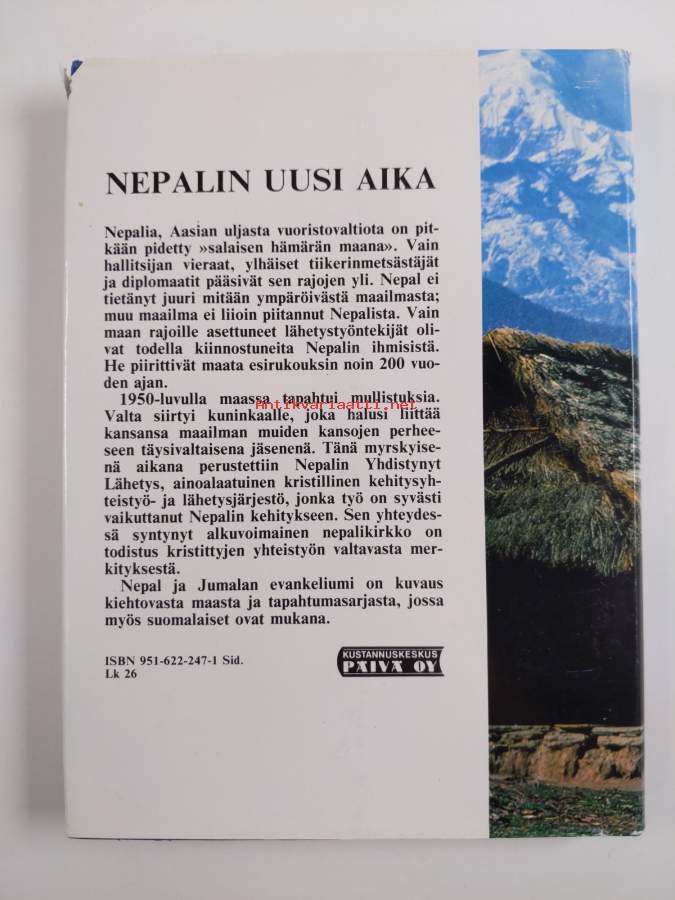 NEPALIN UUSI AIKA
Nepalia, Aasian uljasta vuoristovaltiota on pit-
kään pidetty »salaisen hämärän maana». Vain
hallitsijan vieraat, ylhäiset tiikerinmetsästäjät
ja diplomaatit pääsivät sen rajojen yli. Nepal ei
tietänyt juuri mitään ympäröivästä maailmasta;
muu maailma ei liioin piitannut Nepalista. Vain
maan rajoille asettuneet lähetystyöntekijät oli-
vat todella kiinnostuneita Nepalin ihmisistä.
He piirittivät maata esirukouksin noin 200 vuo-
den ajan.
1950-luvulla maassa tapahtui mullistuksia.
Antikvariaatti.net
Valta siirtyi kuninkaalle, joka halusi liittää
kansansa maailman muiden kansojen perhee-
seen täysivaltaisena jäsenenä. Tänä myrskyise-
nä aikana perustettiin Nepalin Yhdistynyt
Lähetys, ainoalaatuinen kristillinen kehitysyh-
teistyö- ja lähetysjärjestö, jonka työ on syvästi
vaikuttanut Nepalin kehitykseen. Sen yhteydes-
sä syntynyt alkuvoimainen nepalikirkko on
todistus kristittyjen yhteistyön valtavasta mer-
kityksestä.
Nepal ja Jumalan evankeliumi on kuvaus
kiehtovasta maasta ja tapahtumasarjasta, jossa
myös suomalaiset ovat mukana.
ISBN 951-622-247-1 Sid.
Lk 26
KUSTANNUSKESKUS
PÄIVÄ OY